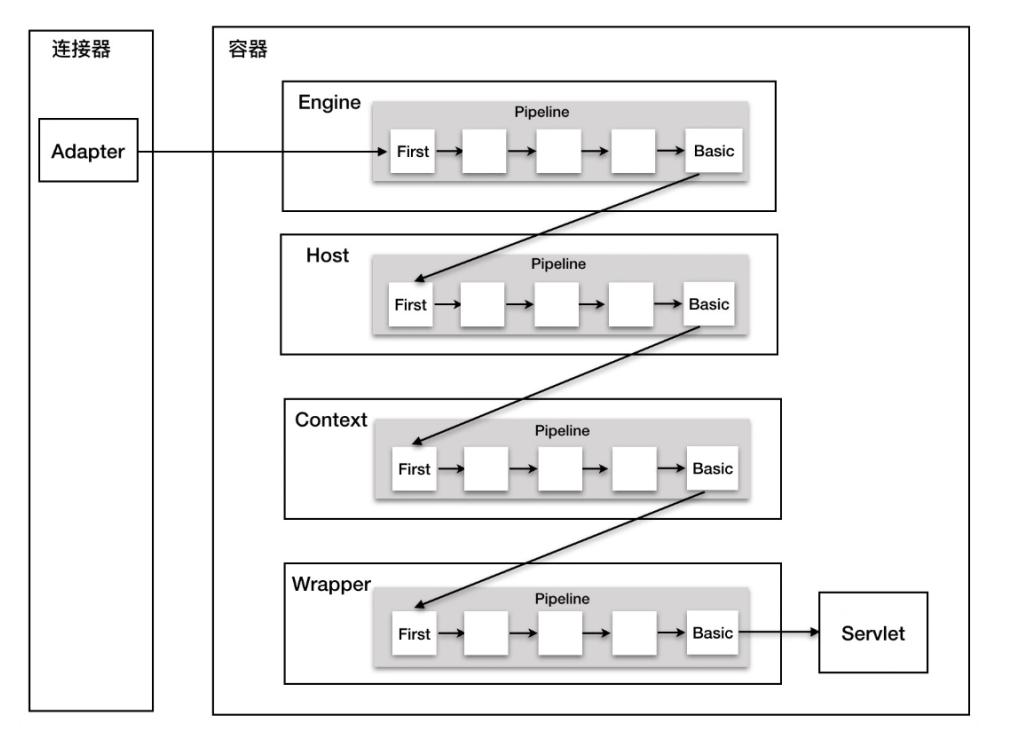 连接器
容器
Adapter
Engine
Pipeline
First
Basic
Host
Pipeline
First
Basic
Context
Pipeline
First
Basic
Wrapper
Pipeline
First
Basic
Servlet